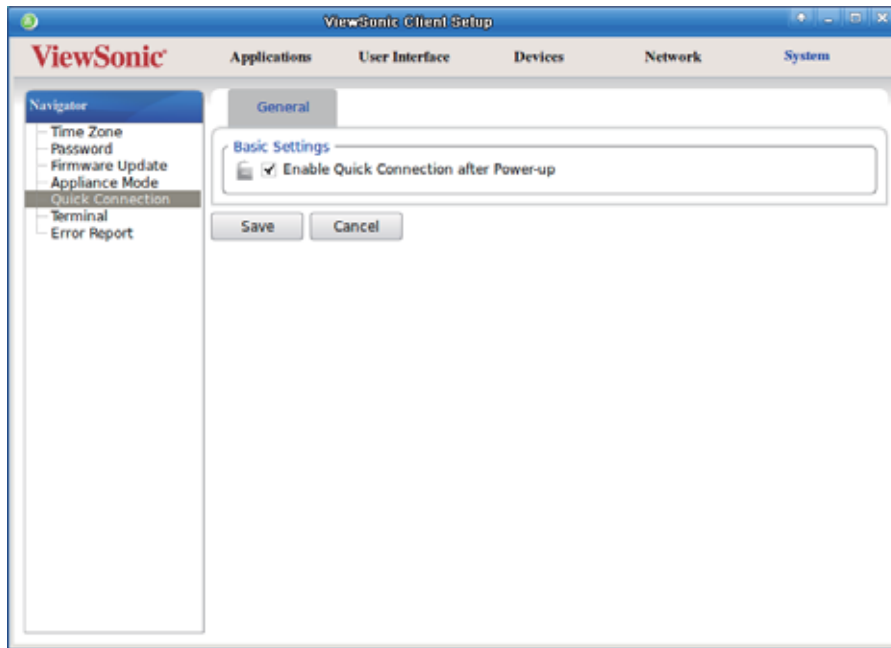 ViewSonic Client Setup
ViewSonic®
Applications User Interface Devices Network System
Navigator
Time Zone
Password
Firmware Update
Appliance Mode
Quick Connection
Terminal
Error Report
General
Basic Settings
Enable Quick Connection after Power-up
Save Cancel